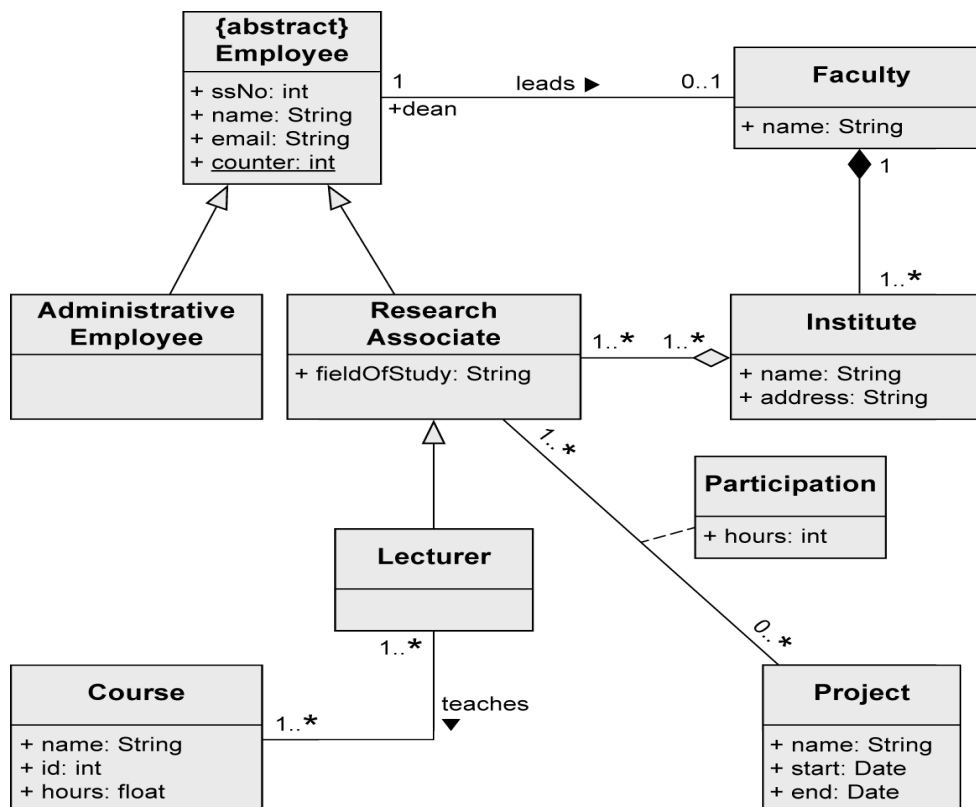 {abstract}
Employee
+ ssNo: int
+ name: String
+ email: String
+ counter: int
1
+dean
leads ►
0..1
Faculty
+ name: String
1
1..*
Administrative
Employee
Research
Associate
+ fieldOfStudy: String
1..*
1..*
Institute
+ name: String
+ address: String
1..*
Participation
+ hours: int
Lecturer
1..*
0..*
teaches
▼
1..*
Course
+ name: String
+ id: int
+ hours: float
Project
+ name: String
+ start: Date
+ end: Date